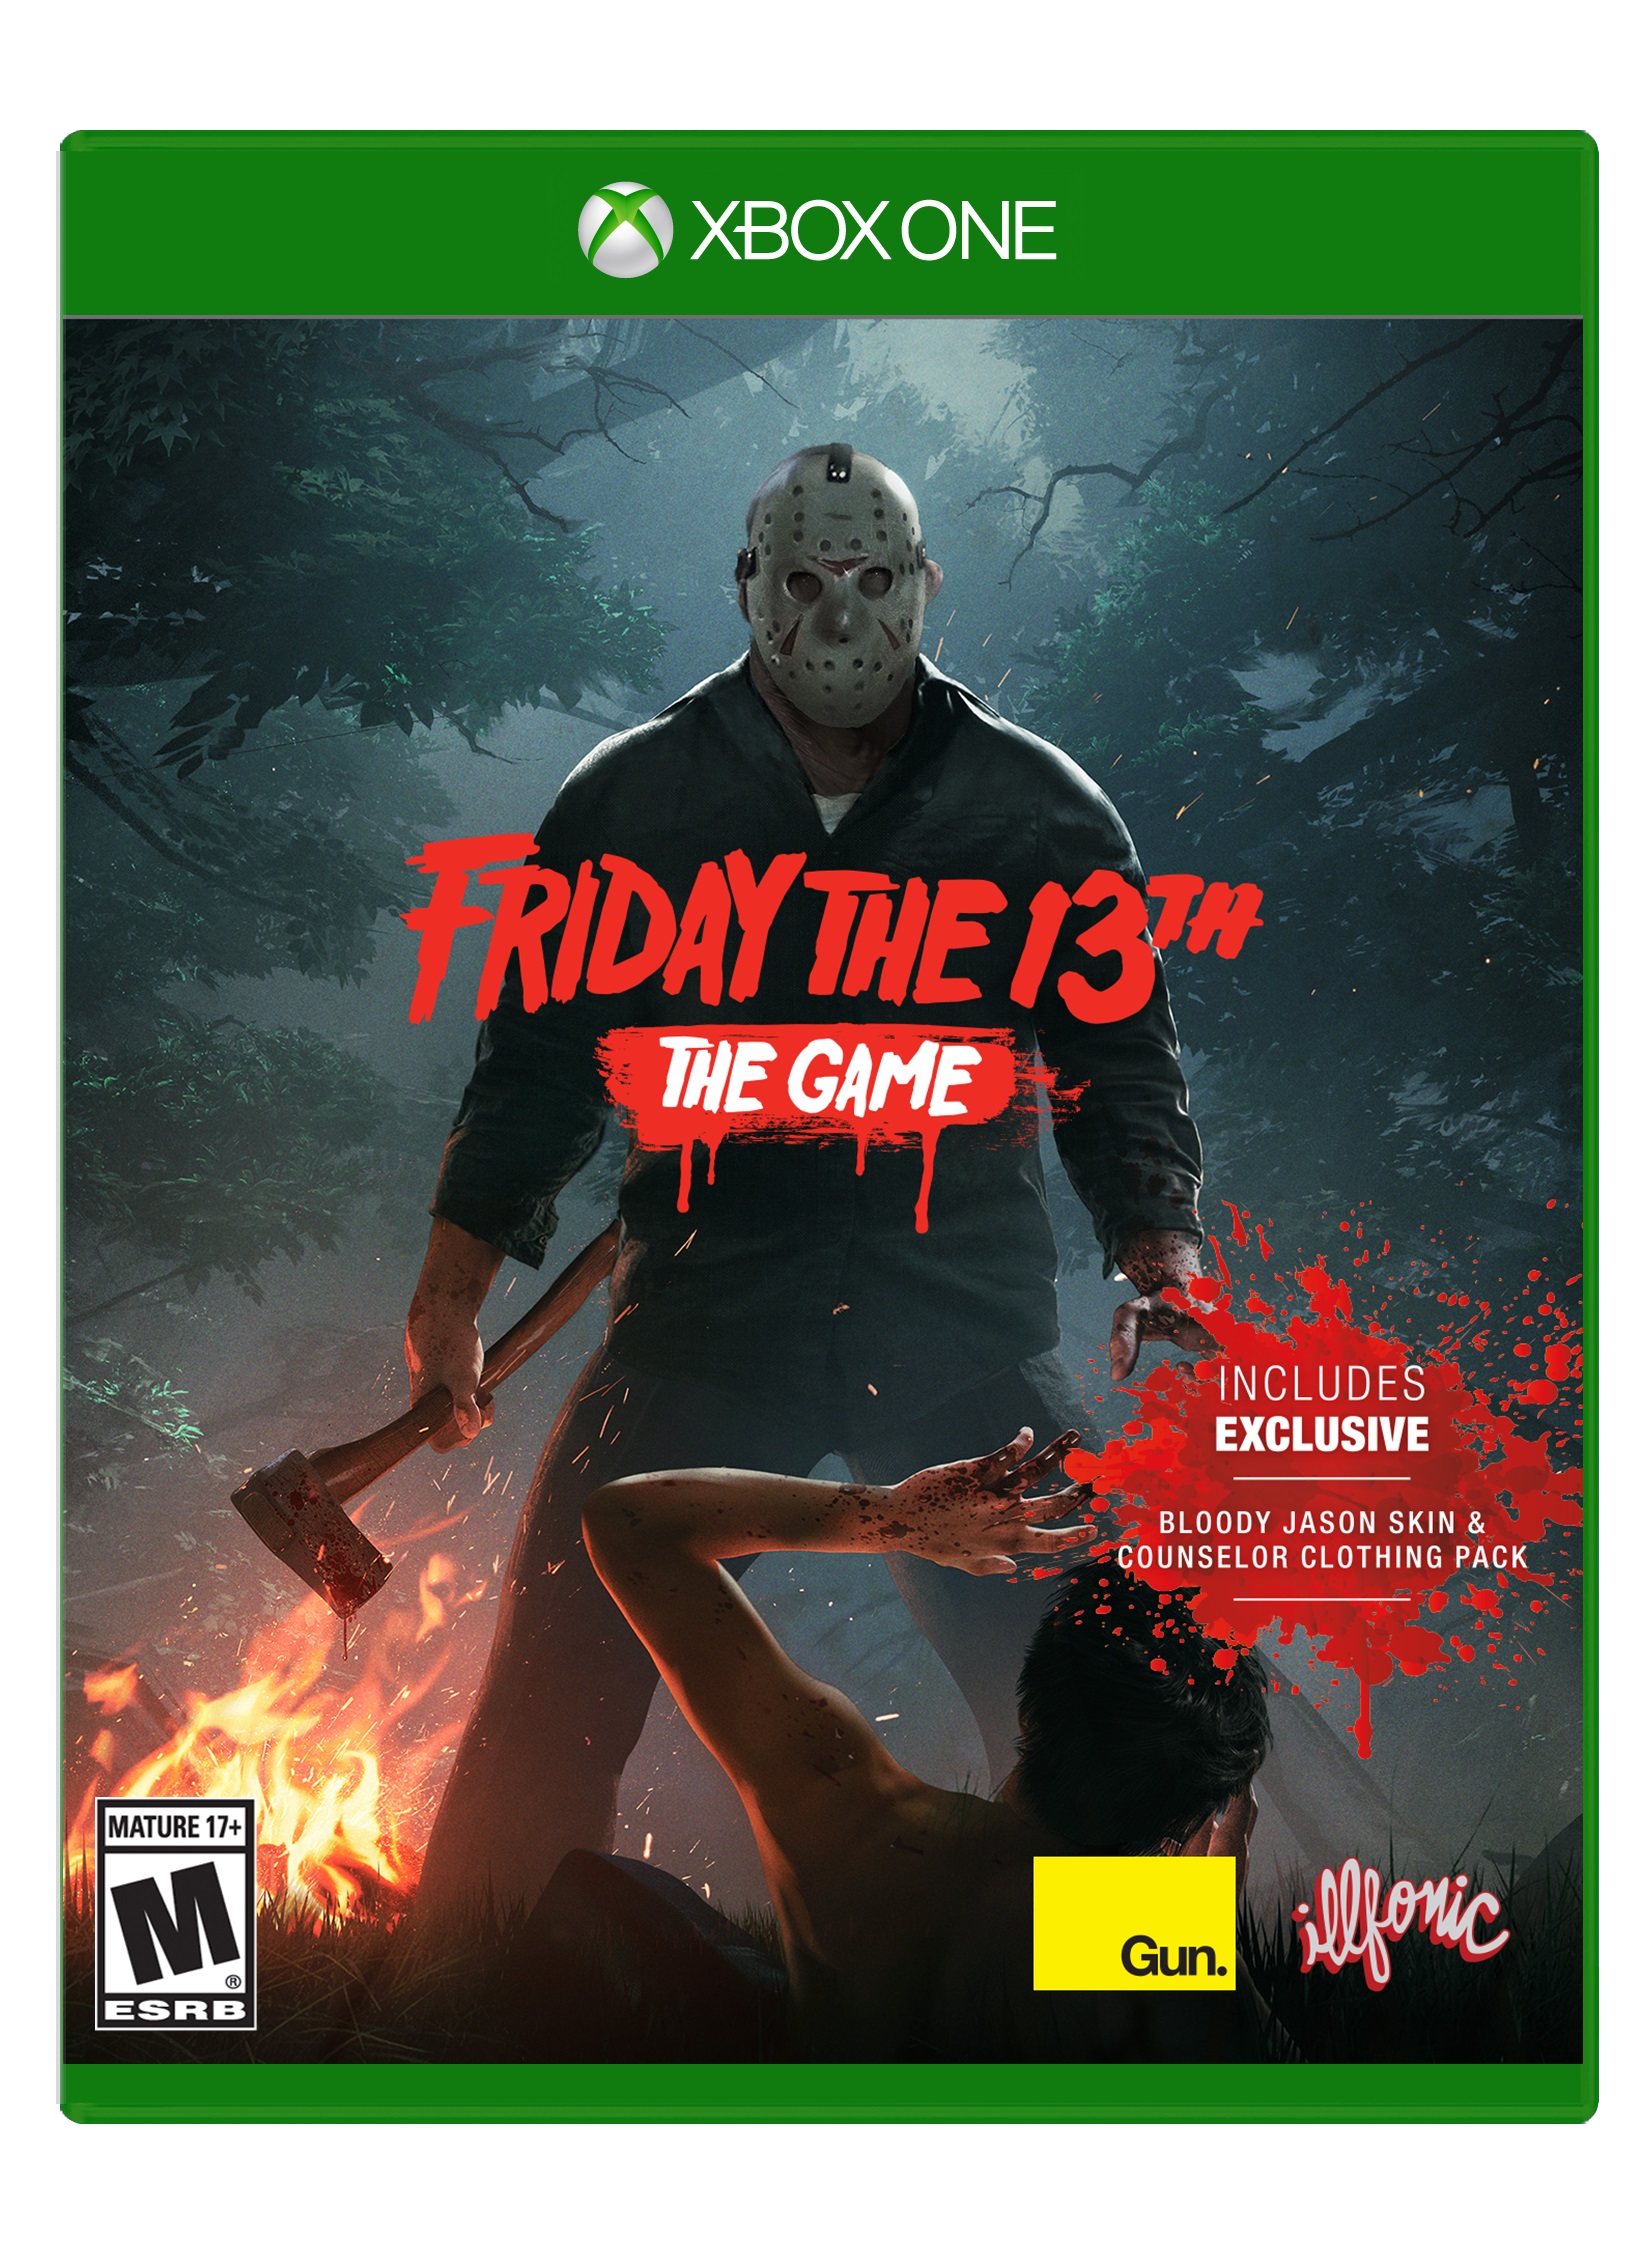 XBOX ONE
FRIDAY THE 13TH
THE GAME
INCLUDES
EXCLUSIVE
BLOODY JASON SKIN &
COUNSELOR CLOTHING PACK
MATURE 17+
M
®
ESRB
Gun.
illfonic